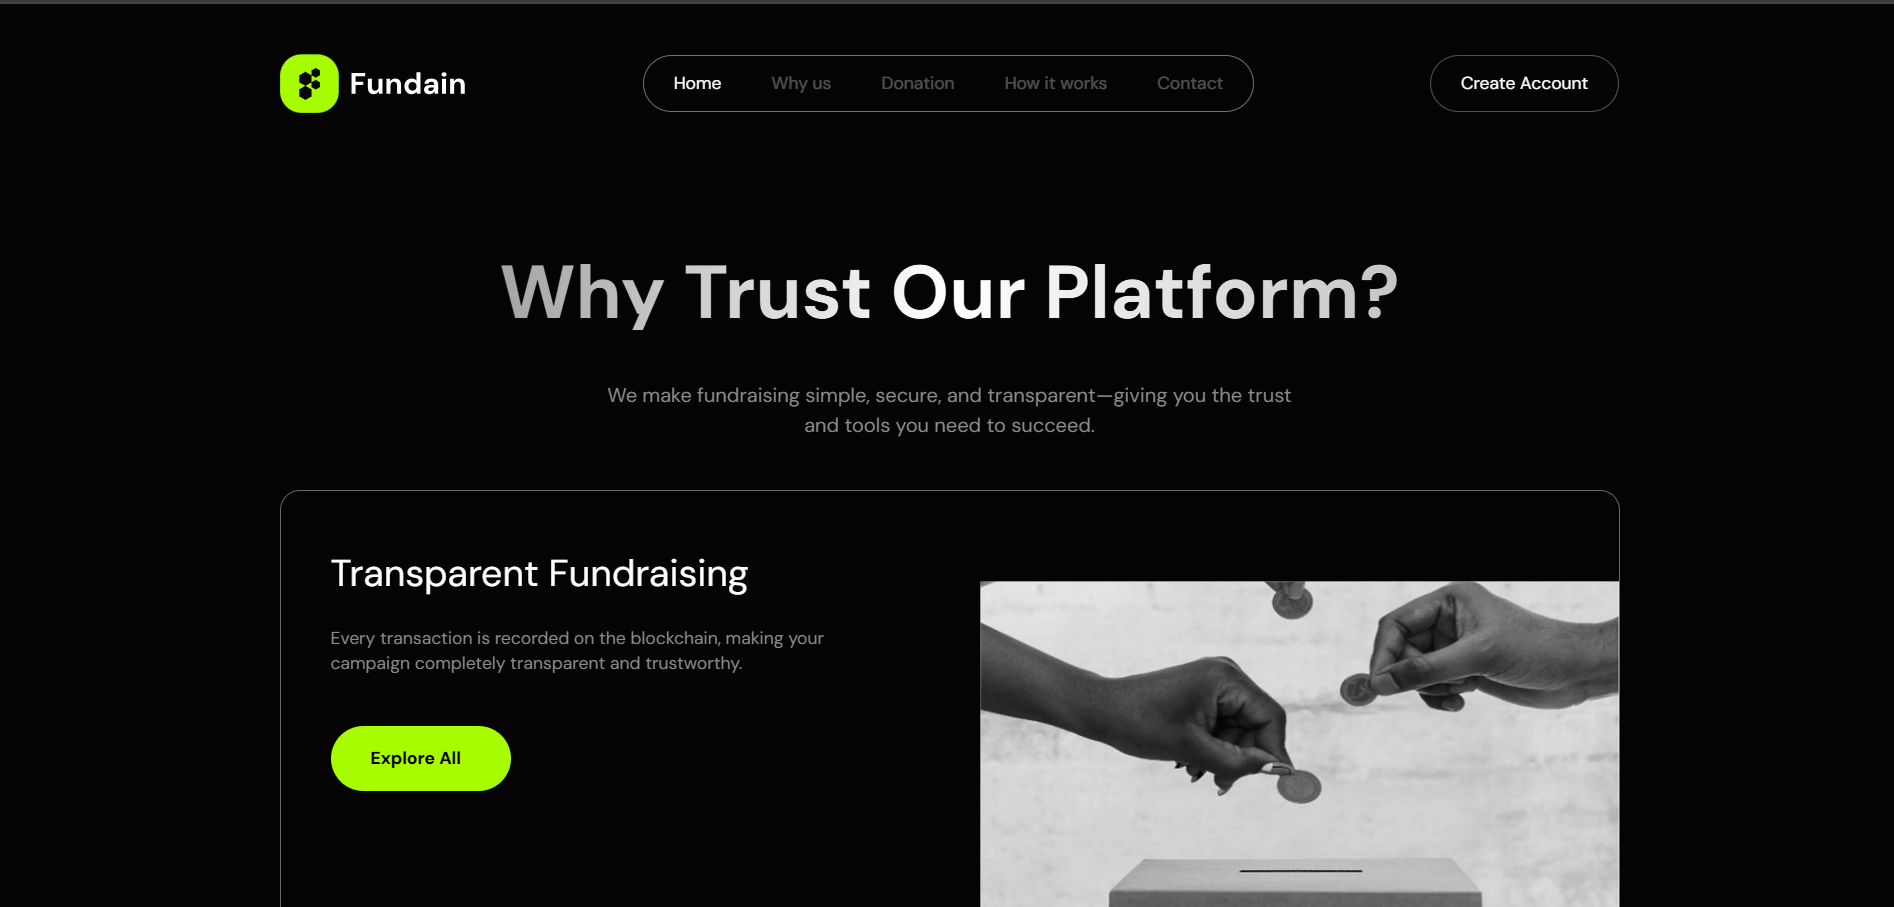 Fundain
Home
Why us
Donation
How it works
Contact
Create Account
Why Trust Our Platform?
We make fundraising simple, secure, and transparent—giving you the trust
and tools you need to succeed.
Transparent Fundraising
Every transaction is recorded on the blockchain, making your
campaign completely transparent and trustworthy.
Explore All